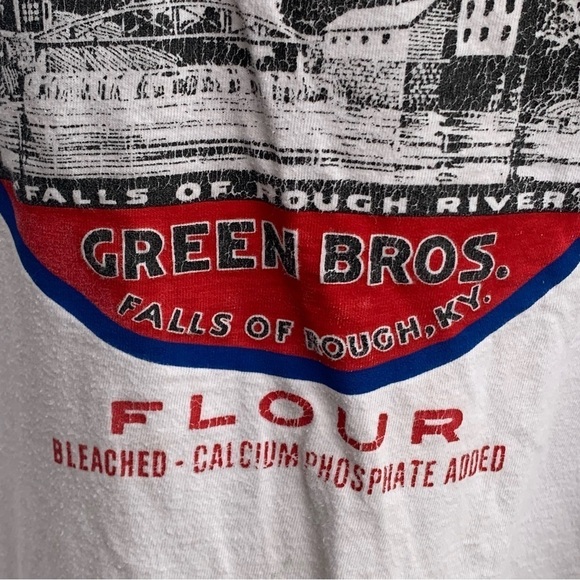 FALLS OF ROUGH RIVER
GREEN BROS.
FALLS OF ROUGH, KY.
FLOUR
BLEACHED - CALCIUM PHOSPHATE ADDED